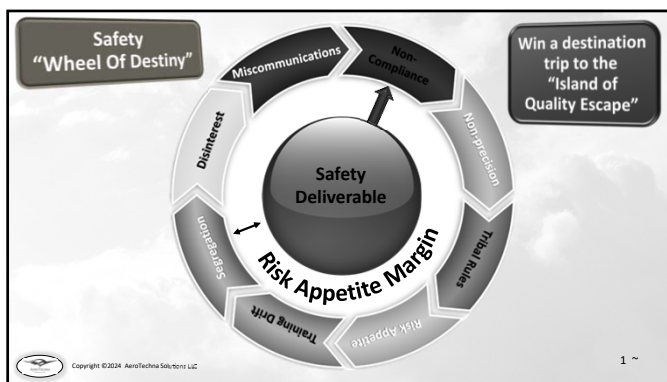 Safety
"Wheel Of Destiny"
Win a destination
trip to the
"Island of
Quality Escape"
Miscommunications
Non-
Compliance
Non-precision
Tribal Rules
Risk Appetite
Training Drift
Segregation
Disinterest
Safety
Deliverable
Risk Appetite Margin
Copyright ©2024 AeroTechna Solutions LLC
1 ~